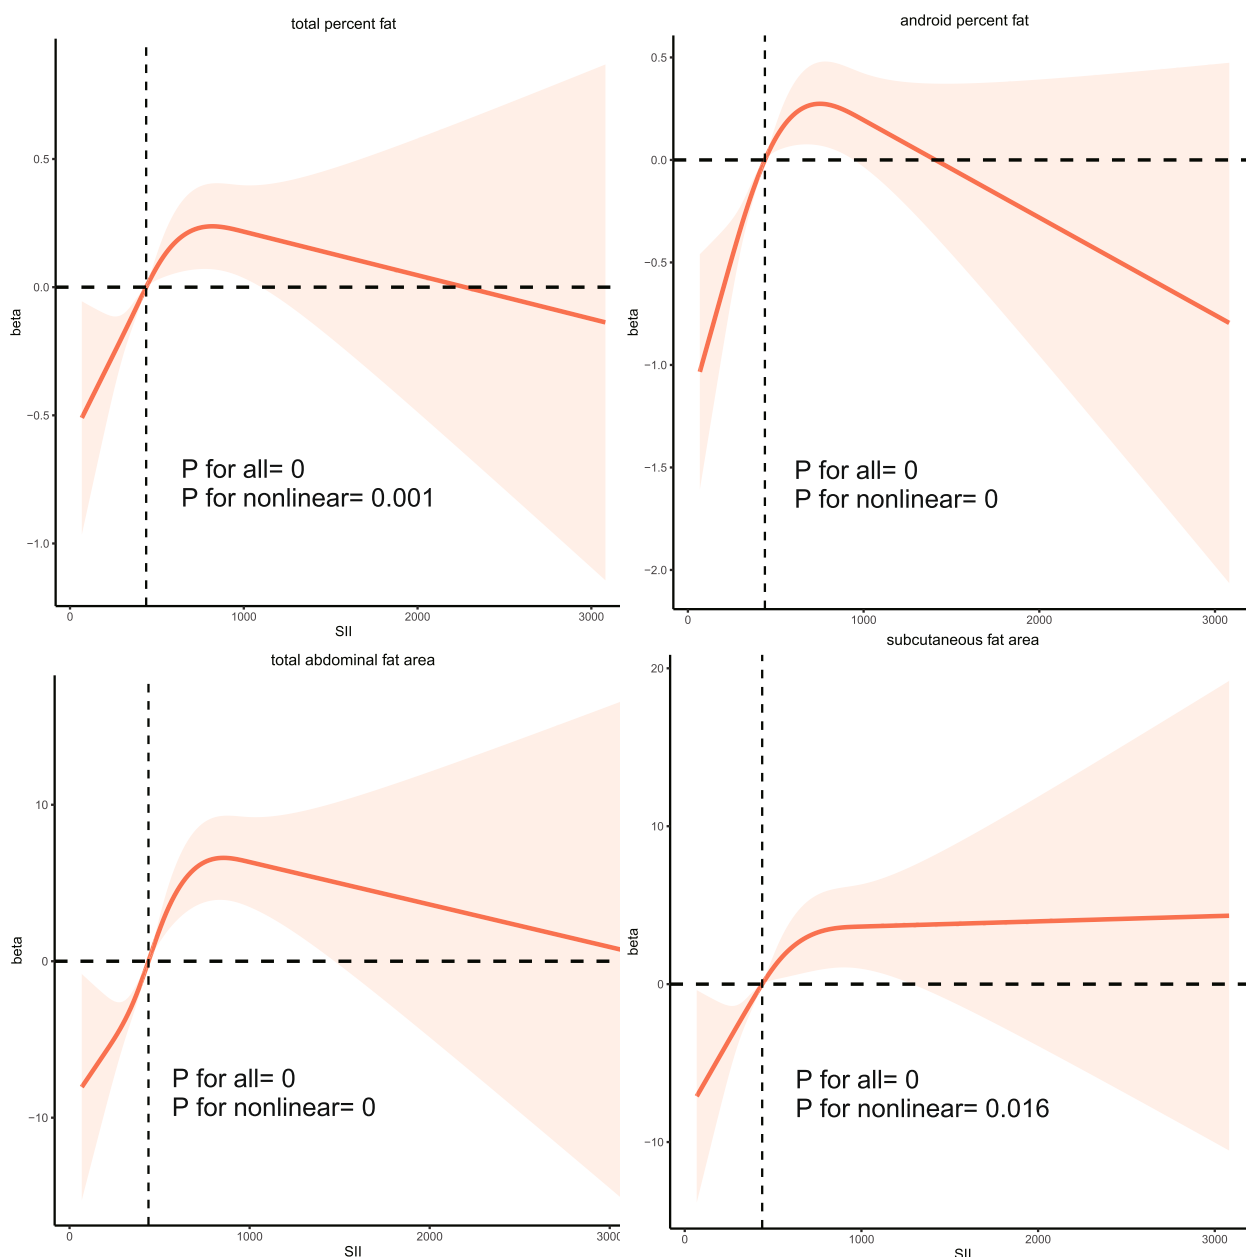 total percent fat
0.5
0.0
−0.5
−1.0
beta
P for all= 0
P for nonlinear= 0.001
0
1000
2000
3000
SII
android percent fat
0.5
0.0
−0.5
−1.0
−1.5
−2.0
beta
P for all= 0
P for nonlinear= 0
0
1000
2000
3000
total abdominal fat area
10
0
−10
beta
P for all= 0
P for nonlinear= 0
0
1000
2000
3000
SII
subcutaneous fat area
20
10
0
−10
beta
P for all= 0
P for nonlinear= 0.016
0
1000
2000
3000
SII